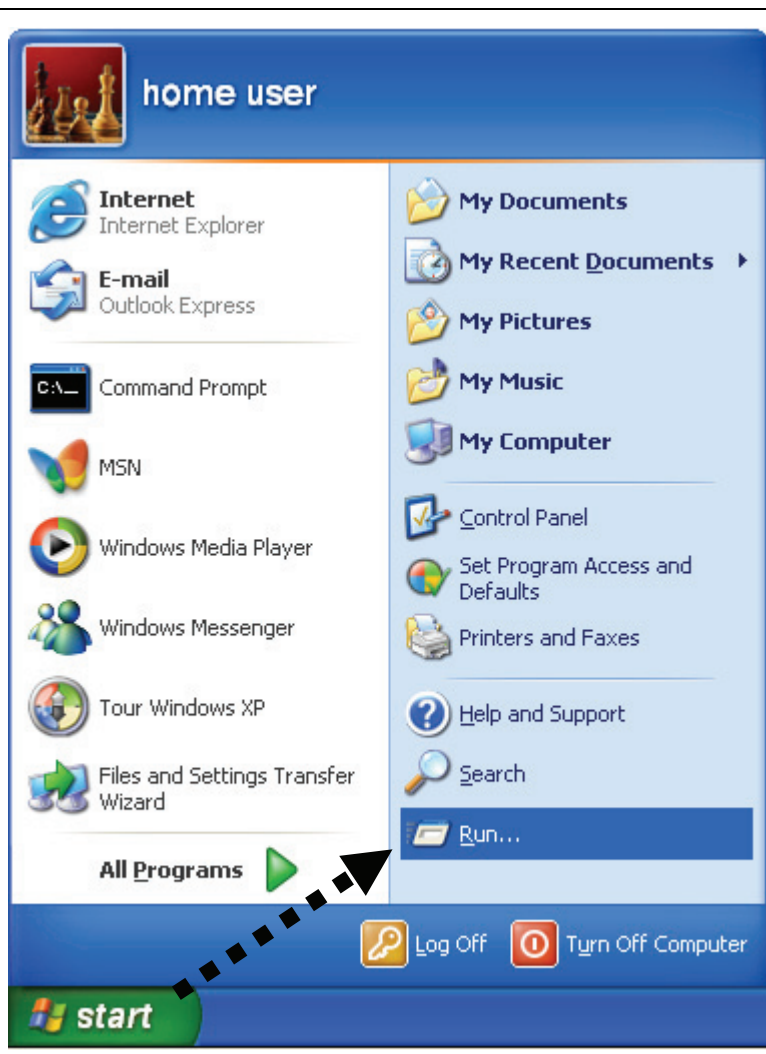 home user
Internet
Internet Explorer
E-mail
Outlook Express
C:\_
Command Prompt
MSN
Windows Media Player
Windows Messenger
Tour Windows XP
Files and Settings Transfer
Wizard
All Programs
My Documents
My Recent Documents
My Pictures
My Music
My Computer
Control Panel
Set Program Access and
Defaults
Printers and Faxes
Help and Support
Search
Run...
Log Off
Turn Off Computer
start